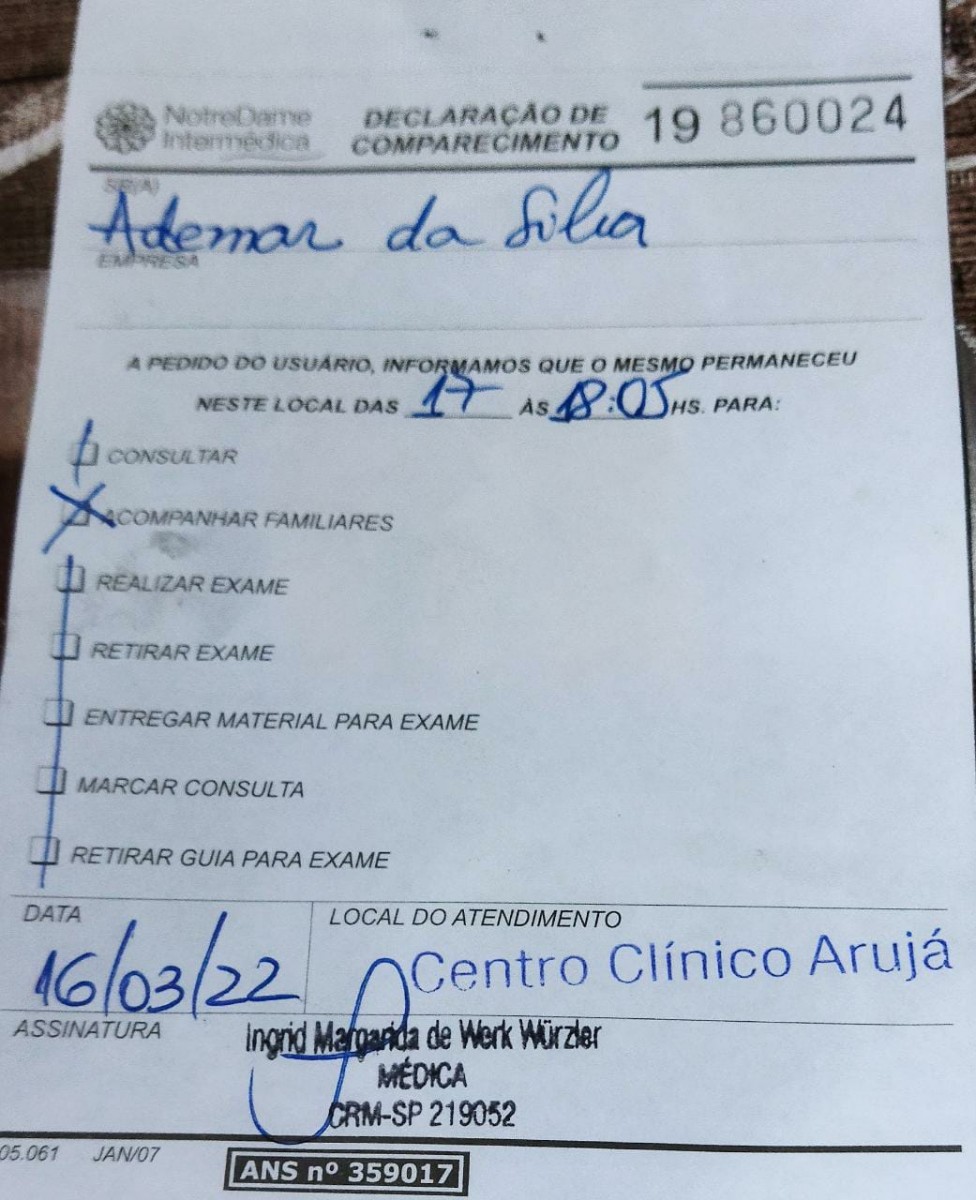 NotreDame
Intermédica
DECLARAÇÃO DE
COMPARECIMENTO
19 860024
SR(A)
Ademar da Silva
EMPRESA
A PEDIDO DO USUÁRIO, INFORMAMOS QUE O MESMO PERMANECEU
NESTE LOCAL DAS 17 ÀS 18:05 HS. PARA:
CONSULTAR
ACOMPANHAR FAMILIARES
REALIZAR EXAME
RETIRAR EXAME
ENTREGAR MATERIAL PARA EXAME
MARCAR CONSULTA
RETIRAR GUIA PARA EXAME
DATA
16/03/22
LOCAL DO ATENDIMENTO
Centro Clínico Arujá
ASSINATURA
Ingrid Margarida de Werk Würzler
MÉDICA
CRM-SP 219052
05.061 JAN/07
ANS nº 359017